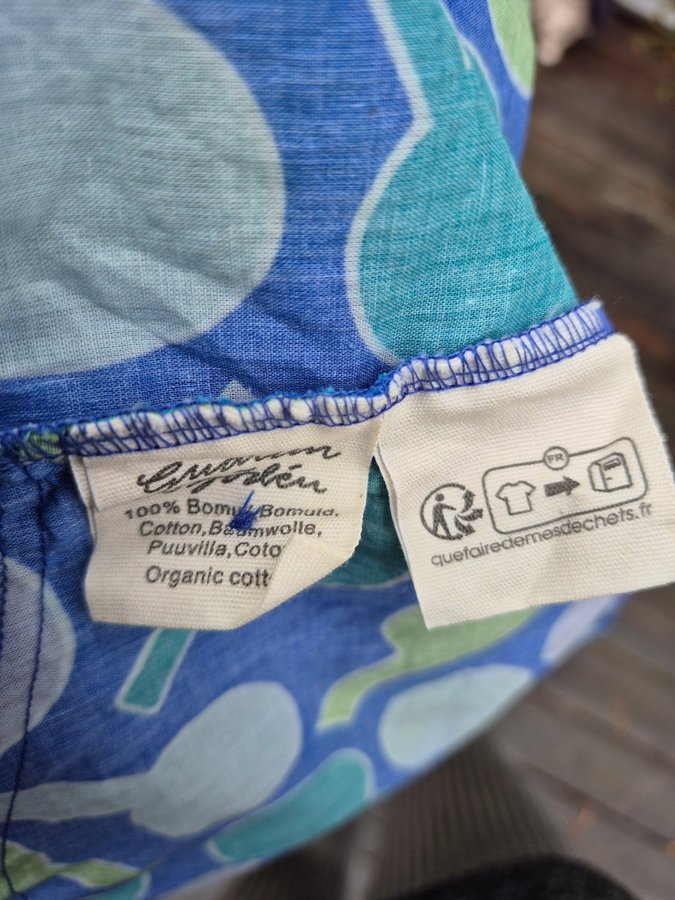 Gudrun
Sjödén
100% Bomull, Bomuld,
Cotton, Baumwolle,
Puuvilla, Coto
Organic cott
FR
quefairedemesdechets.fr